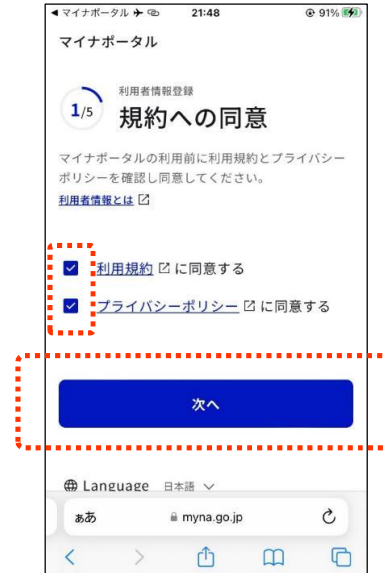 マイナポータル 21:48 91%
マイナポータル
利用者情報登録
1/5 規約への同意
マイナポータルの利用前に利用規約とプライバシー
ポリシーを確認し同意してください。
利用者情報とは
利用規約 に同意する
プライバシーポリシー に同意する
次へ
Language 日本語
ああ myna.go.jp